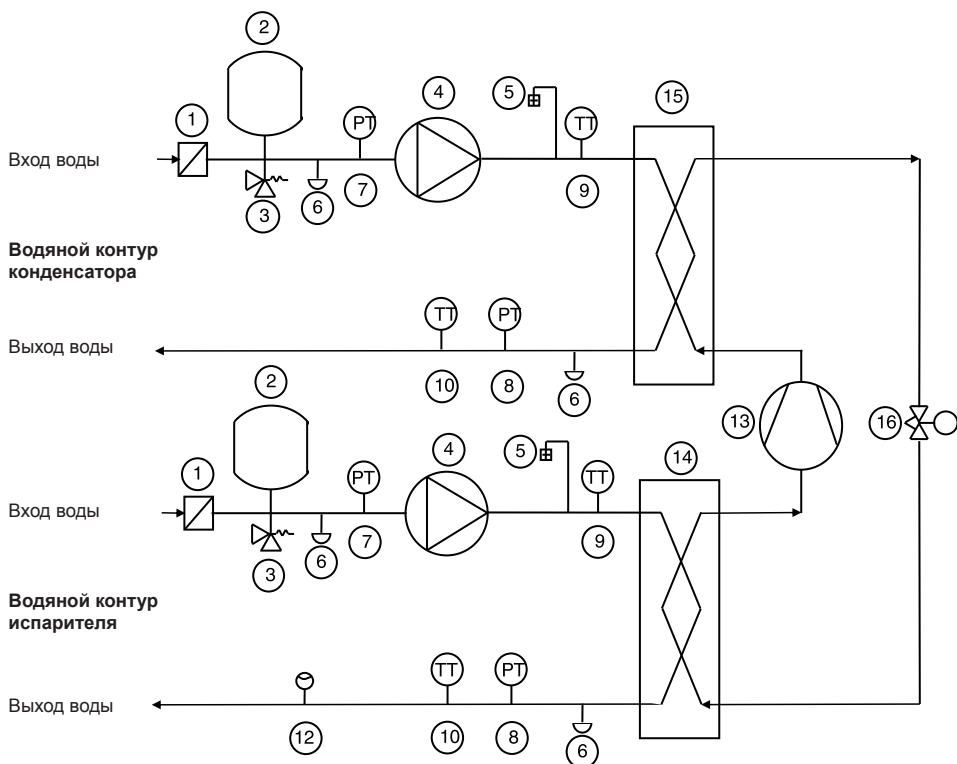 2
1
4
5
15
PT
TT
Вход воды
3
6
7
9
Водяной контур
конденсатора
TT
PT
Выход воды
10
8
6
2
13
16
4
5
14
1
PT
TT
Вход воды
3
6
7
9
Водяной контур
испарителя
TT
PT
Выход воды
12
10
8
6